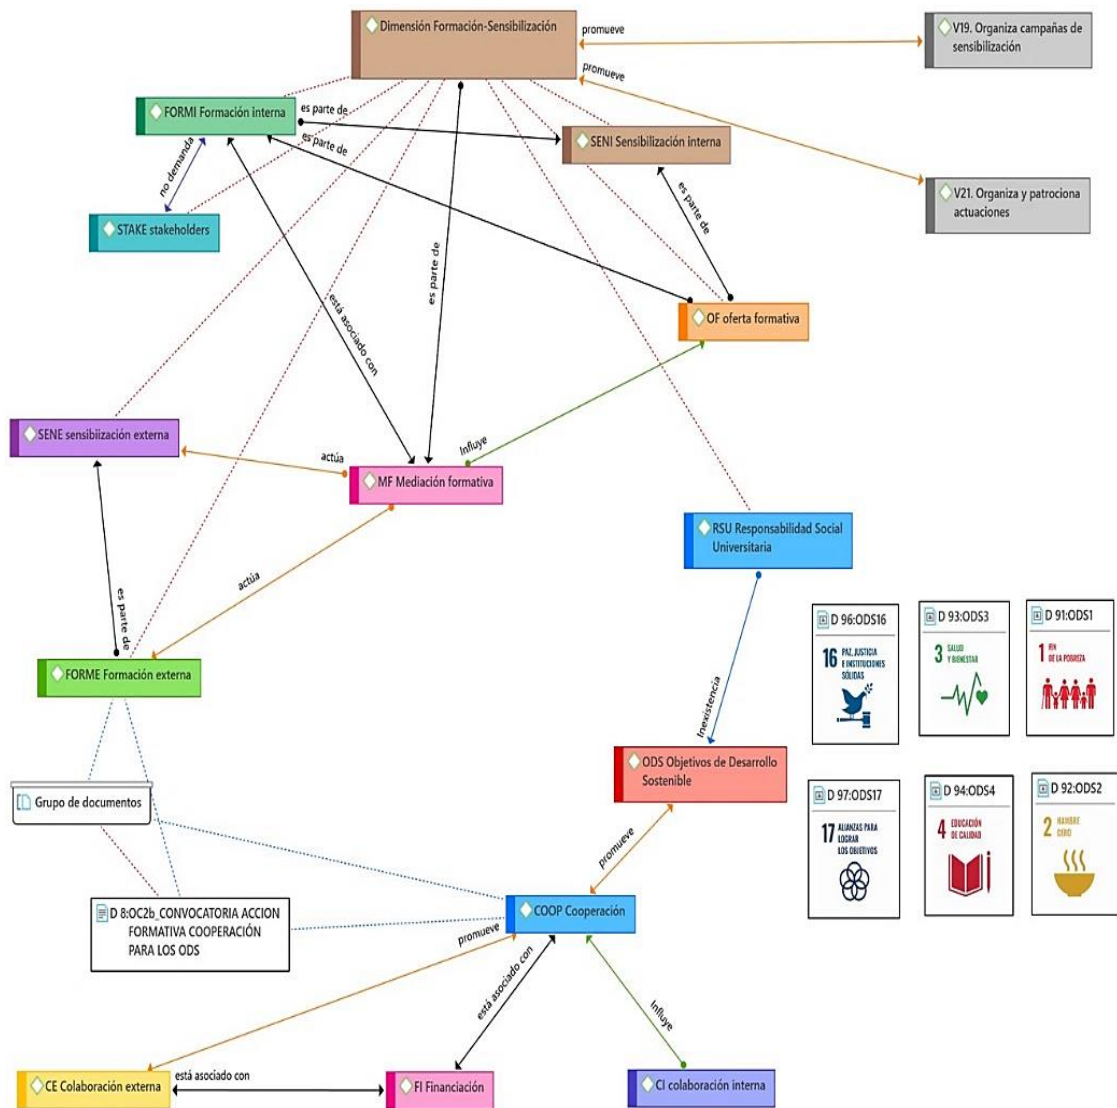 Dimensión Formación-Sensibilización
promueve
V19. Organiza campañas de
sensibilización
promueve
FORMI Formación interna
es parte de
es parte de
SENI Sensibilización interna
V21. Organiza y patrociona
actuaciones
no demanda
STAKE stakeholders
es parte de
es parte de
está asociado con
OF oferta formativa
SENE sensibiización externa
actúa
Influye
MF Mediación formativa
RSU Responsabilidad Social
Universitaria
actúa
es parte de
FORME Formación externa
Inexistencia
D 96:ODS16
16 PAZ, JUSTICIA
E INSTITUCIONES
SÓLIDAS
D 93:ODS3
3 SALUD
Y BIENESTAR
D 91:ODS1
1 FIN
DE LA POBREZA
ODS Objetivos de Desarrollo
Sostenible
Grupo de documentos
D 97:ODS17
17 ALIANZAS PARA
LOGRAR
LOS OBJETIVOS
D 94:ODS4
4 EDUCACIÓN
DE CALIDAD
D 92:ODS2
2 HAMBRE
CERO
promueve
COOP Cooperación
D 8:OC2b_CONVOCATORIA ACCION
FORMATIVA COOPERACIÓN
PARA LOS ODS
promueve
está asociado con
Influye
CE Colaboración externa
está asociado con
FI Financiación
CI colaboración interna